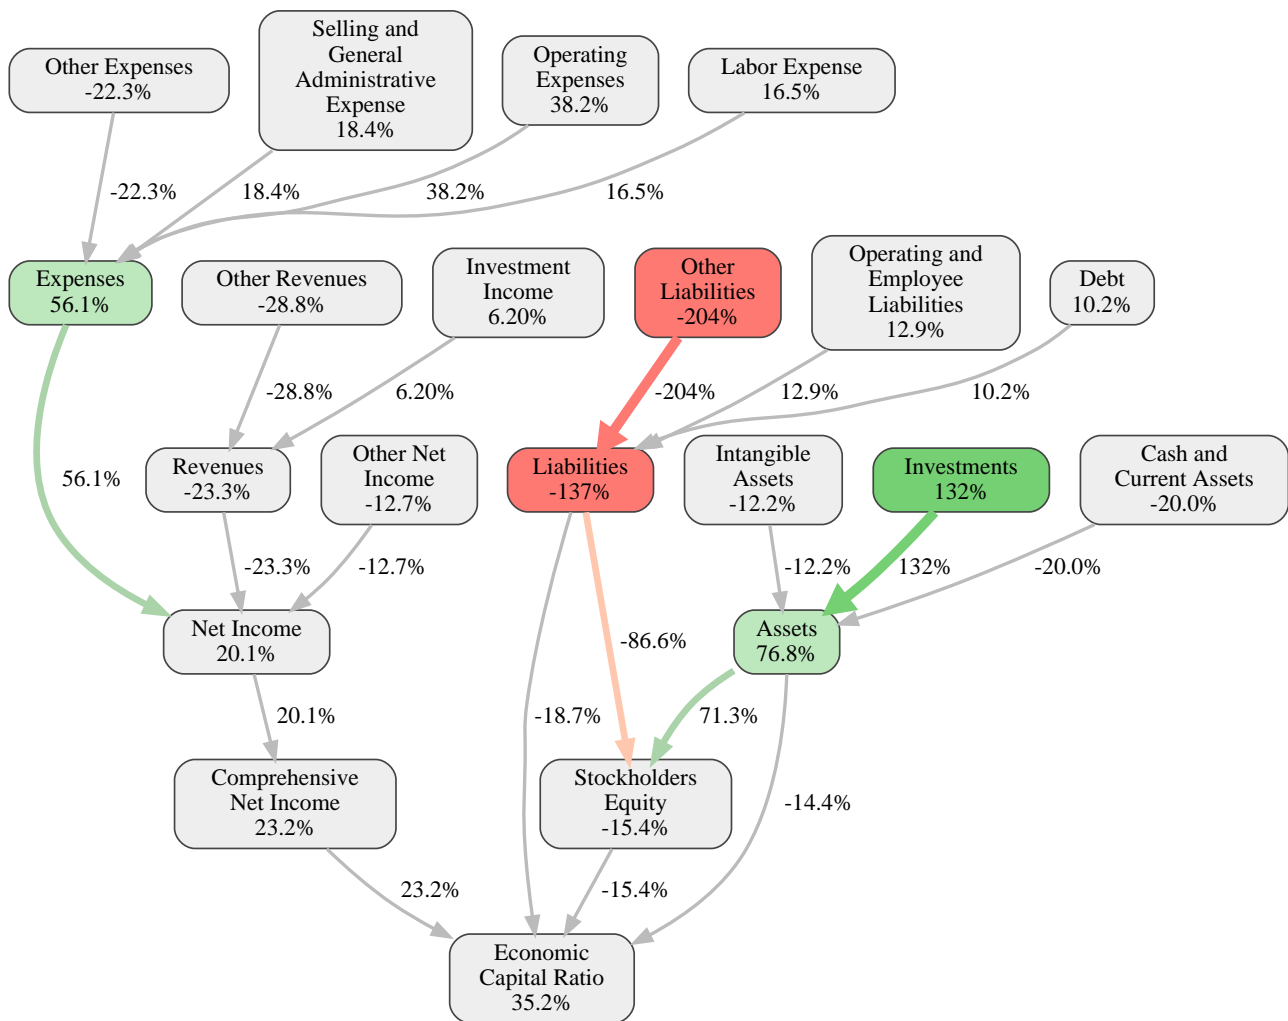 Other Expenses
-22.3%
Selling and
General
Administrative
Expense
18.4%
Operating
Expenses
38.2%
Labor Expense
16.5%
-22.3%
18.4%
38.2%
16.5%
Expenses
56.1%
Other Revenues
-28.8%
Investment
Income
6.20%
Other
Liabilities
-204%
Operating and
Employee
Liabilities
12.9%
Debt
10.2%
-28.8%
6.20%
-204%
12.9%
10.2%
56.1%
Revenues
-23.3%
Other Net
Income
-12.7%
Liabilities
-137%
Intangible
Assets
-12.2%
Investments
132%
Cash and
Current Assets
-20.0%
-23.3%
-12.7%
-12.2%
132%
-20.0%
Net Income
20.1%
-86.6%
Assets
76.8%
20.1%
-18.7%
71.3%
Comprehensive
Net Income
23.2%
Stockholders
Equity
-15.4%
-14.4%
23.2%
-15.4%
Economic
Capital Ratio
35.2%